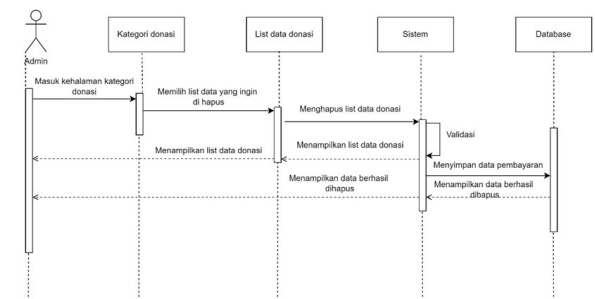 Kategori donasi
List data donasi
Sistem
Database
Admin
Masuk kehalaman kategori
donasi
Memilih list data yang ingin
di hapus
Menghapus list data donasi
Validasi
Menampilkan list data donasi
Menampilkan list data donasi
Menyimpan data pembayaran
Menampilkan data berhasil
dihapus
Menampilkan data berhasil
dihapus